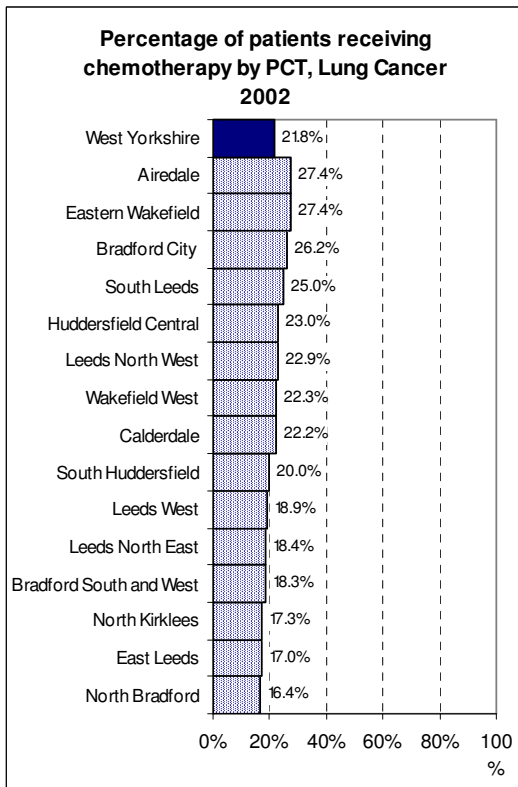 Percentage of patients receiving
chemotherapy by PCT, Lung Cancer
2002
West Yorkshire 21.8%
Airedale 27.4%
Eastern Wakefield 27.4%
Bradford City 26.2%
South Leeds 25.0%
Huddersfield Central 23.0%
Leeds North West 22.9%
Wakefield West 22.3%
Calderdale 22.2%
South Huddersfield 20.0%
Leeds West 18.9%
Leeds North East 18.4%
Bradford South and West 18.3%
North Kirklees 17.3%
East Leeds 17.0%
North Bradford 16.4%
0% 20% 40% 60% 80% 100
%